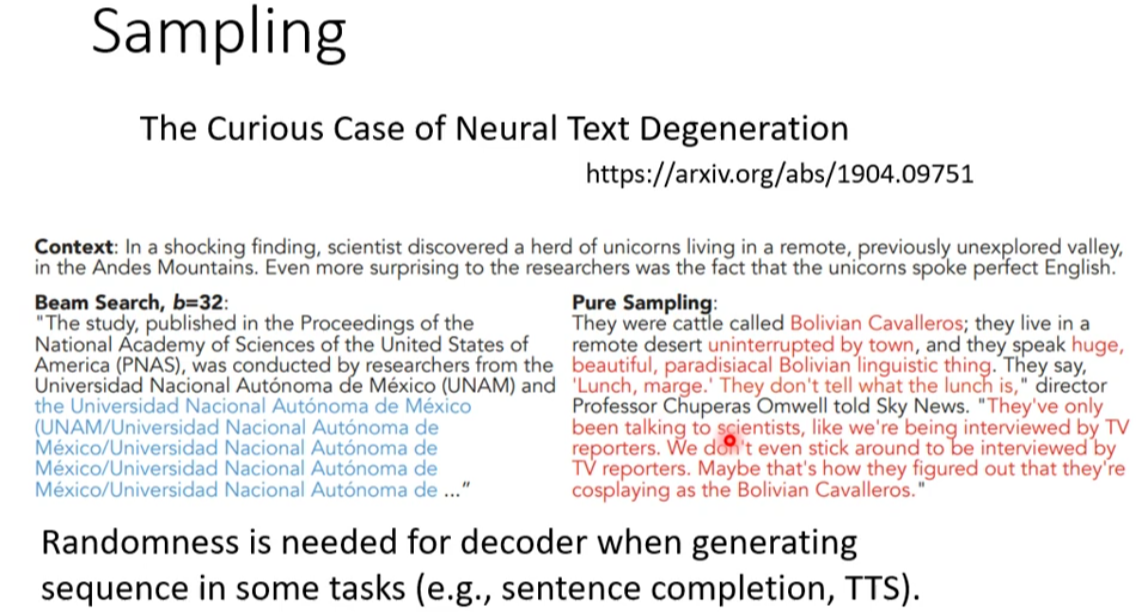 Sampling
The Curious Case of Neural Text Degeneration
https://arxiv.org/abs/1904.09751
Context: In a shocking finding, scientist discovered a herd of unicorns living in a remote, previously unexplored valley,
in the Andes Mountains. Even more surprising to the researchers was the fact that the unicorns spoke perfect English.
Beam Search, b=32:
"The study, published in the Proceedings of the
National Academy of Sciences of the United States of
America (PNAS), was conducted by researchers from the
Universidad Nacional Autónoma de México (UNAM) and
the Universidad Nacional Autónoma de México
(UNAM/Universidad Nacional Autónoma de
México/Universidad Nacional Autónoma de
México/Universidad Nacional Autónoma de
México/Universidad Nacional Autónoma de ..."
Pure Sampling:
They were cattle called Bolivian Cavalleros; they live in a
remote desert uninterrupted by town, and they speak huge,
beautiful, paradisiacal Bolivian linguistic thing. They say,
'Lunch, marge.' They don't tell what the lunch is," director
Professor Chuperas Omwell told Sky News. "They've only
been talking to scientists, like we're being interviewed by TV
reporters. We don't even stick around to be interviewed by
TV reporters. Maybe that's how they figured out that they're
cosplaying as the Bolivian Cavalleros."
Randomness is needed for decoder when generating
sequence in some tasks (e.g., sentence completion, TTS).